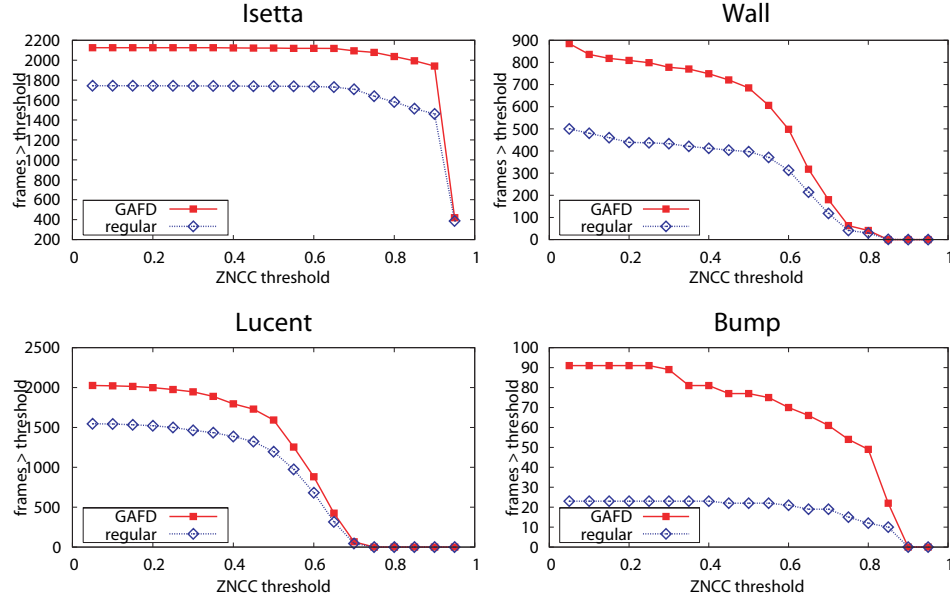 Isetta
frames > threshold
2200
2000
1800
1600
1400
1200
1000
800
600
400
200
GAFD
regular
0 0.2 0.4 0.6 0.8 1
ZNCC threshold
Wall
frames > threshold
900
800
700
600
500
400
300
200
100
0
GAFD
regular
0 0.2 0.4 0.6 0.8 1
ZNCC threshold
Lucent
frames > threshold
2500
2000
1500
1000
500
0
GAFD
regular
0 0.2 0.4 0.6 0.8 1
ZNCC threshold
Bump
frames > threshold
100
90
80
70
60
50
40
30
20
10
0
GAFD
regular
0 0.2 0.4 0.6 0.8 1
ZNCC threshold